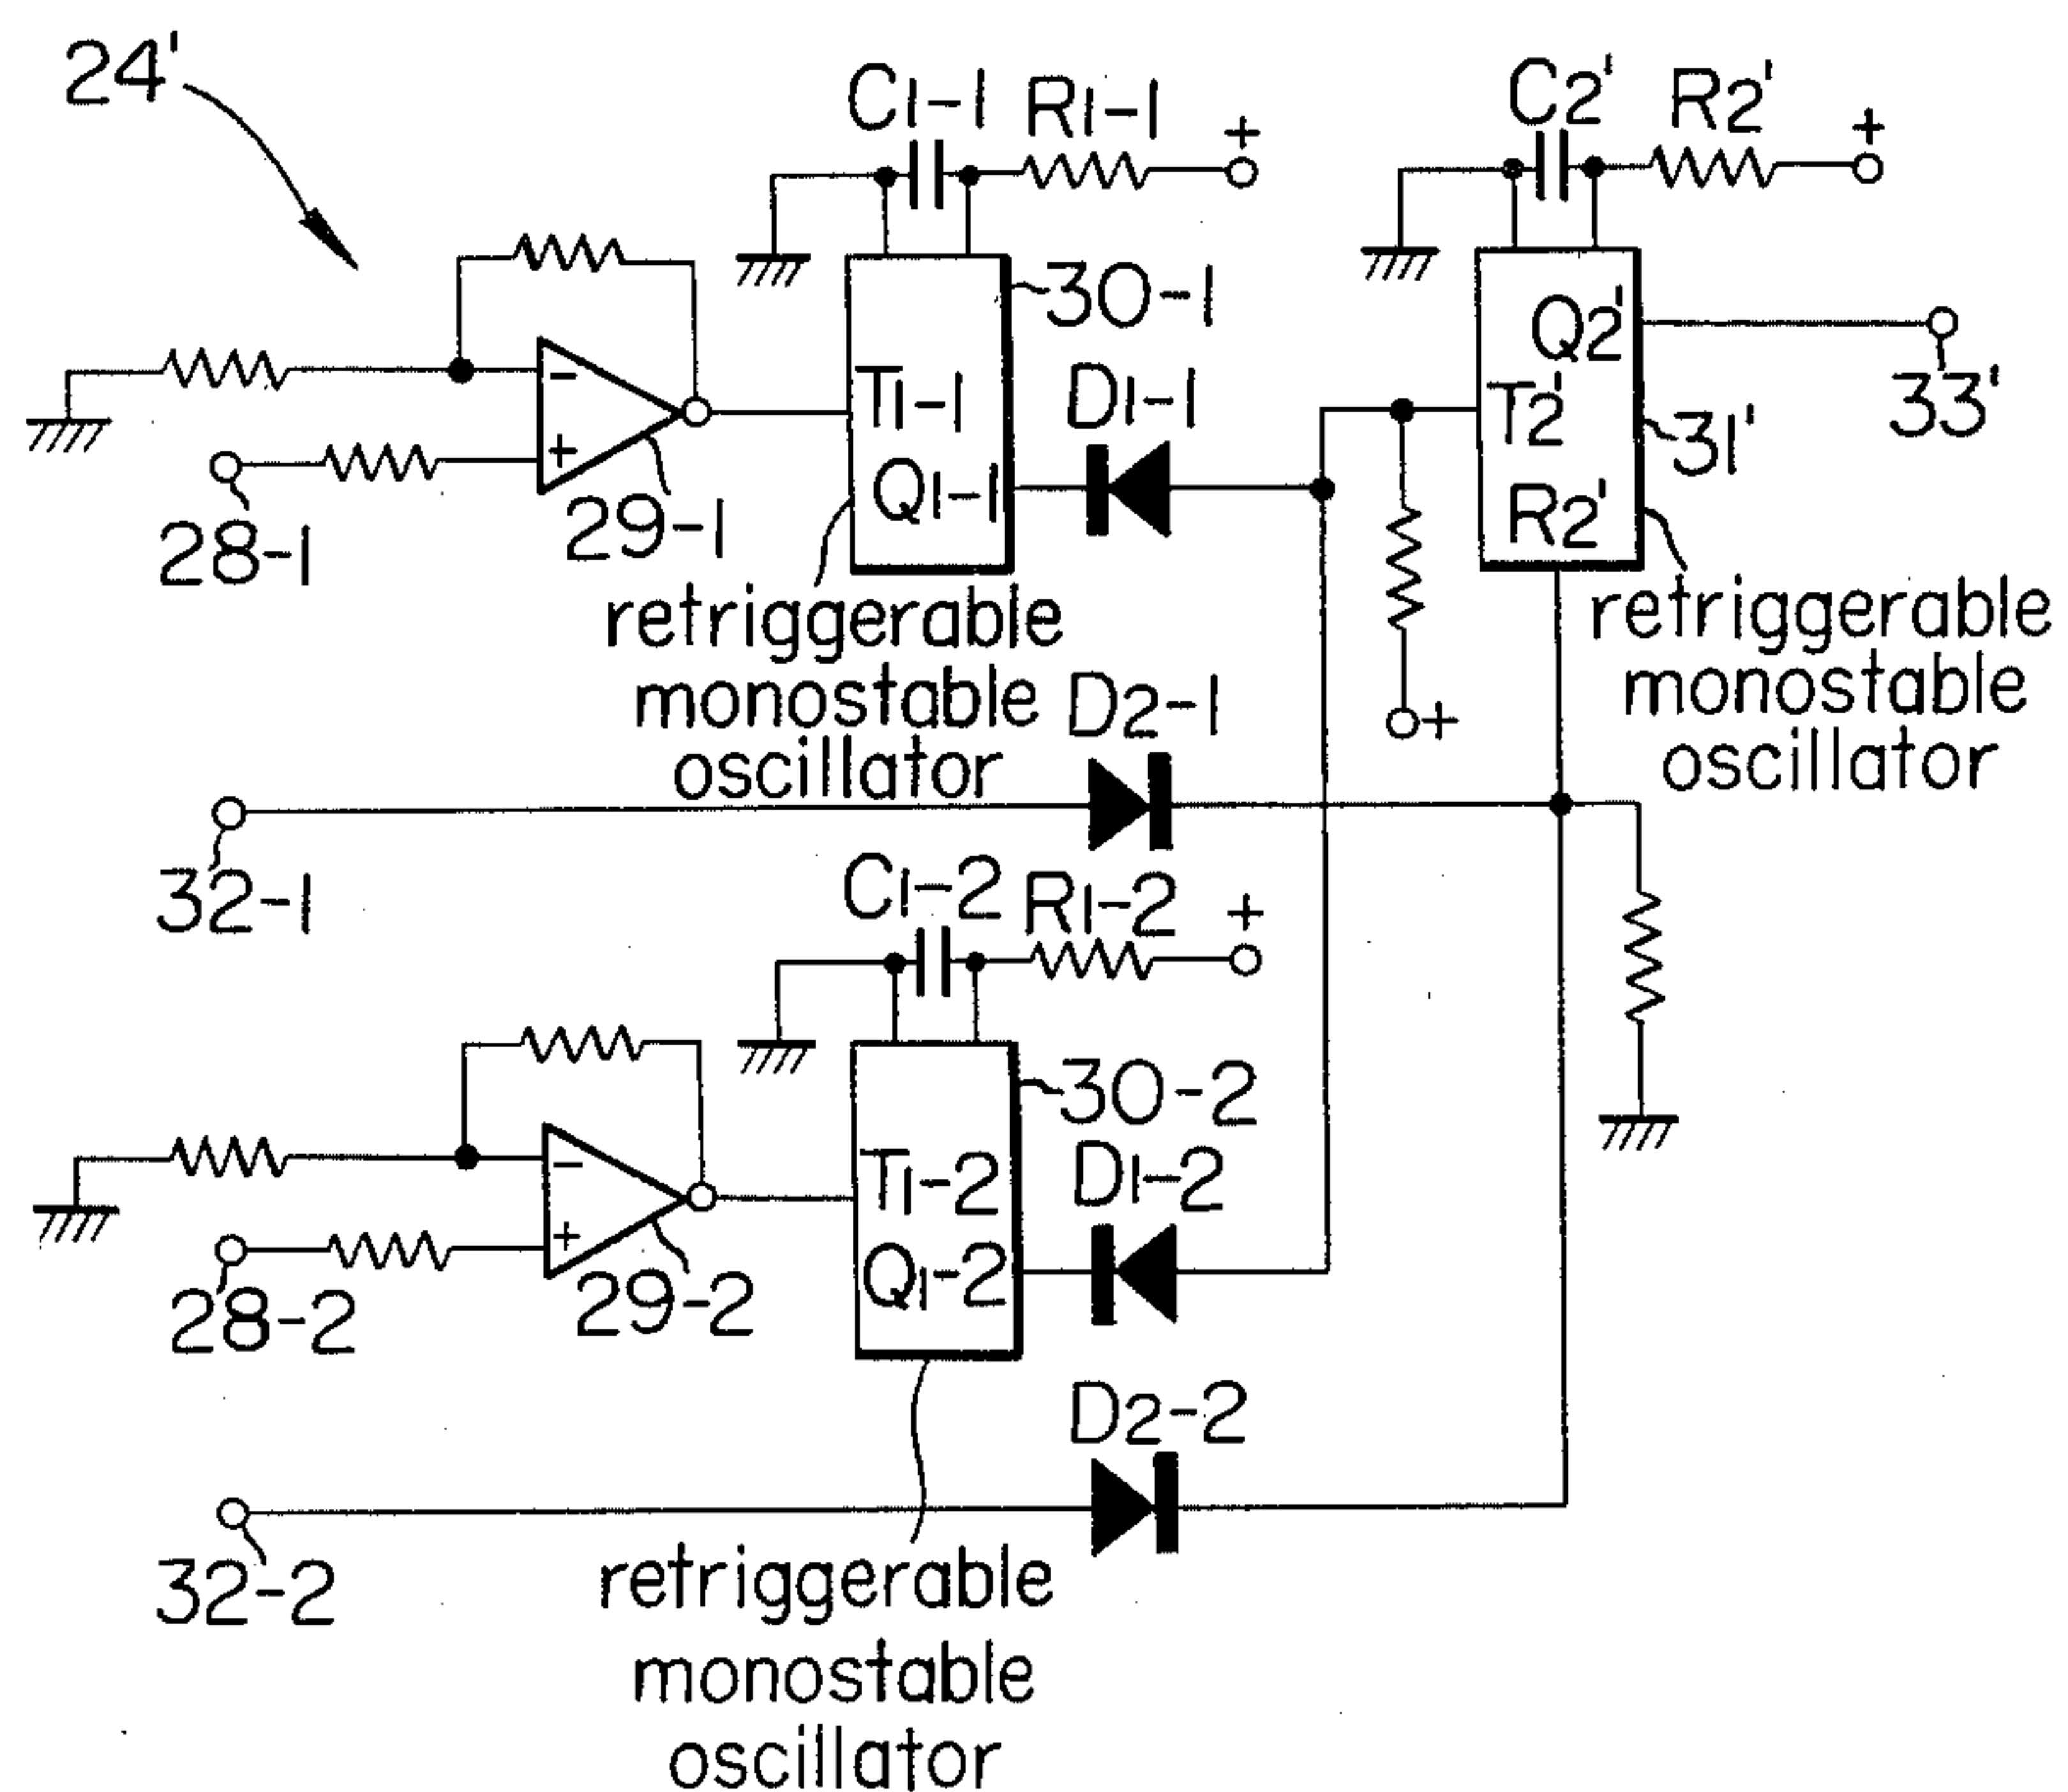 24'
C1-1
R1-1
+
C2'
R2'
+
30-1
Q2'
33'
-
+
T1-1
D1-1
T2'
31'
Q1-1
R2'
28-1
29-1
retriggerable
monostable
oscillator
retriggerable
monostable
oscillator
+
D2-1
32-1
C1-2
R1-2
+
30-2
-
+
T1-2
D1-2
Q1-2
28-2
29-2
D2-2
32-2
retriggerable
monostable
oscillator